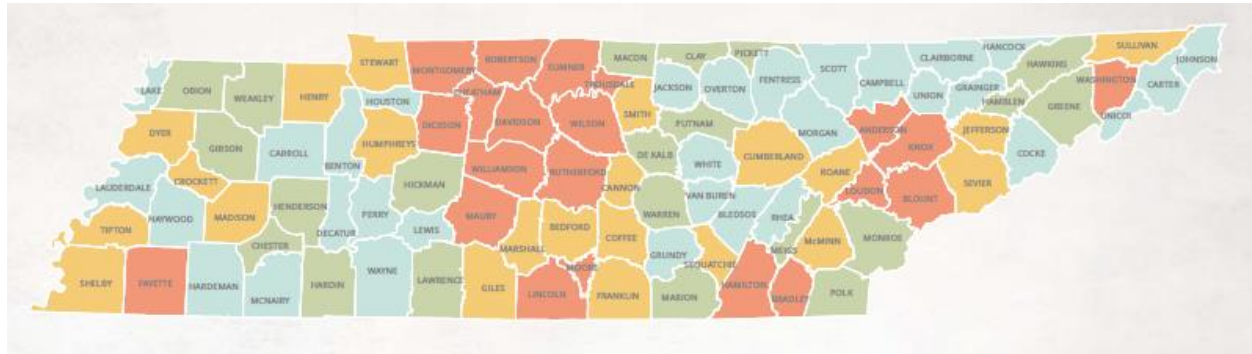 STEWART
MONTGOMERY
ROBERTSON
SUMNER
MACON
CLAY
PICKETT
SCOTT
CLAIBORNE
HANCOCK
HAWKINS
SULLIVAN
JOHNSON
LAKE
OBION
WEAKLEY
HENRY
HOUSTON
CHEATHAM
TROUSDALE
JACKSON
OVERTON
FENTRESS
CAMPBELL
UNION
GRAINGER
HAMBLEN
GREENE
WASHINGTON
CARTER
UNICOI
DYER
GIBSON
CARROLL
BENTON
HUMPHREYS
DICKSON
DAVIDSON
WILSON
SMITH
PUTNAM
MORGAN
ANDERSON
KNOX
JEFFERSON
COCKE
LAUDERDALE
CROCKETT
HICKMAN
WILLIAMSON
RUTHERFORD
CANNON
DE KALB
WHITE
CUMBERLAND
ROANE
LOUDON
BLOUNT
SEVIER
TIPTON
HAYWOOD
MADISON
HENDERSON
DECATUR
PERRY
LEWIS
MAURY
MARSHALL
BEDFORD
COFFEE
WARREN
VAN BUREN
BLEDSOE
RHEA
MEIGS
McMINN
MONROE
CHESTER
GRUNDY
SEQUATCHIE
SHELBY
FAYETTE
HARDEMAN
MCNAIRY
HARDIN
WAYNE
LAWRENCE
GILES
LINCOLN
MOORE
FRANKLIN
MARION
HAMILTON
BRADLEY
POLK